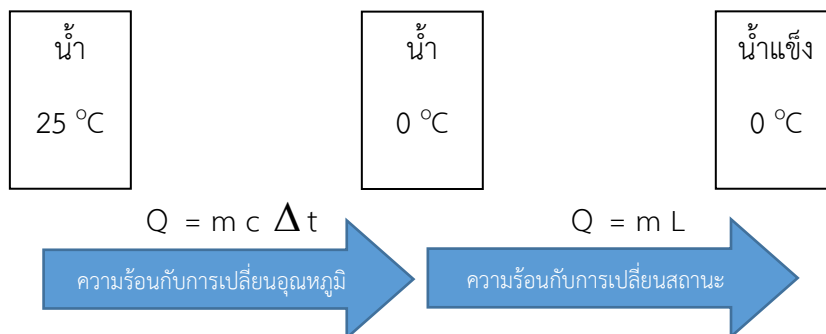 น้ำ
25 °C
น้ำ
0 °C
น้ำแข็ง
0 °C
Q = m c Δ t
Q = m L
ความร้อนกับการเปลี่ยนอุณหภูมิ
ความร้อนกับการเปลี่ยนสถานะ